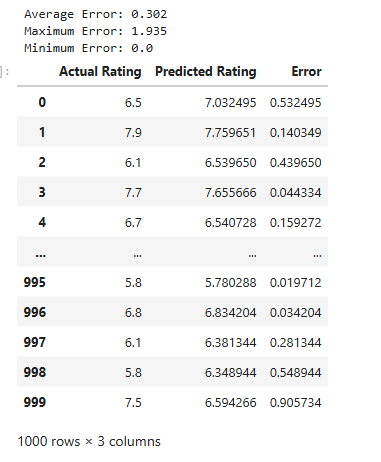 Average Error: 0.302
Maximum Error: 1.935
Minimum Error: 0.0
]:
Actual Rating Predicted Rating Error
0 6.5 7.032495 0.532495
1 7.9 7.759651 0.140349
2 6.1 6.539650 0.439650
3 7.7 7.655666 0.044334
4 6.7 6.540728 0.159272
... ... ... ...
995 5.8 5.780288 0.019712
996 6.8 6.834204 0.034204
997 6.1 6.381344 0.281344
998 5.8 6.348944 0.548944
999 7.5 6.594266 0.905734
1000 rows × 3 columns